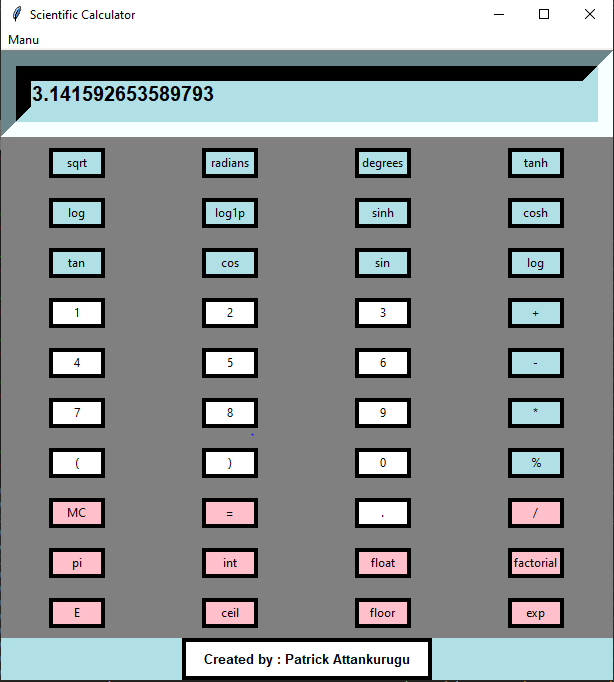 Scientific Calculator
Manu
3.141592653589793
sqrt radians degrees tanh
log log1p sinh cosh
tan cos sin log
1 2 3 +
4 5 6 -
7 8 9 *
( ) 0 %
MC = . /
pi int float factorial
E ceil floor exp
Created by : Patrick Attankurugu